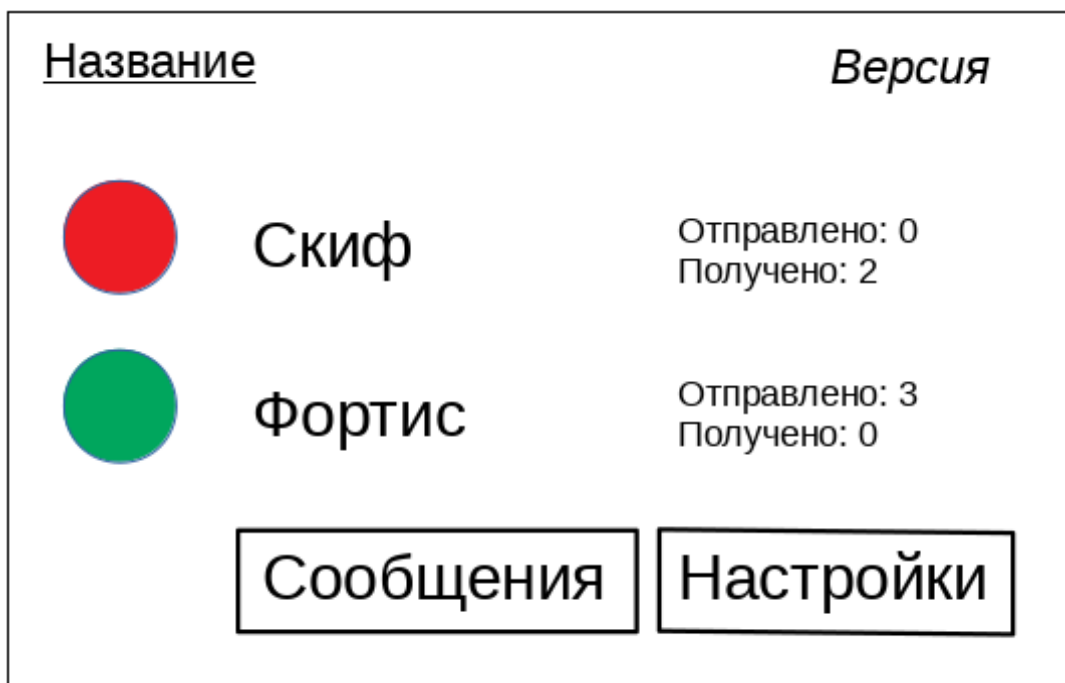 Название
Версия
Скиф
Отправлено: 0
Получено: 2
Фортис
Отправлено: 3
Получено: 0
Сообщения
Настройки